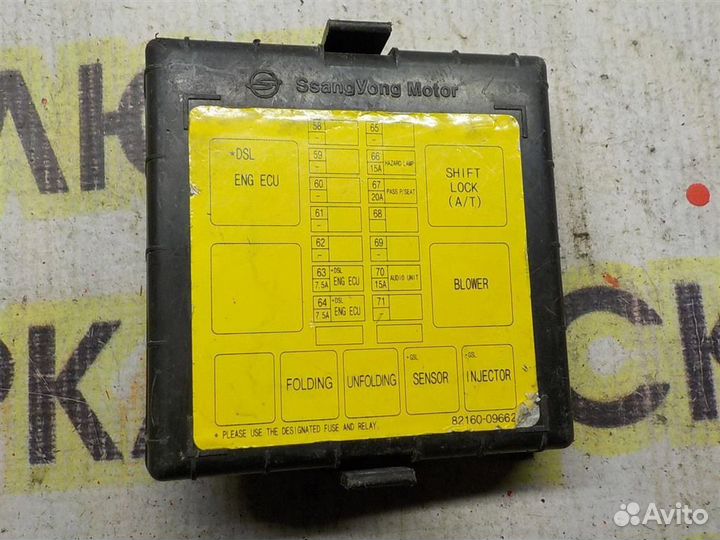 SsangYong Motor
*DSL
ENG ECU
58
-
65
-
59
-
66
15A
HAZARD LAMP
60
-
67
20A
PASS P/SEAT
61
-
68
-
62
-
69
-
63
7.5A
*DSL
ENG ECU
70
15A
AUDIO UNIT
64
7.5A
*DSL
ENG ECU
71
-
SHIFT
LOCK
(A/T)
BLOWER
FOLDING
UNFOLDING
*GSL
SENSOR
*GSL
INJECTOR
* PLEASE USE THE DESIGNATED FUSE AND RELAY.
82160-09662
Avito